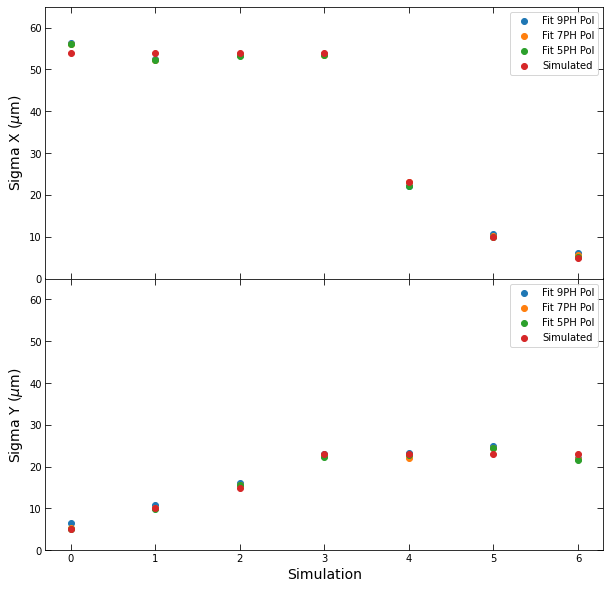 60
50
40
30
20
10
0
Sigma X (μm)
Fit 9PH Pol
Fit 7PH Pol
Fit 5PH Pol
Simulated
60
50
40
30
20
10
0
Sigma Y (μm)
Fit 9PH Pol
Fit 7PH Pol
Fit 5PH Pol
Simulated
0 1 2 3 4 5 6
Simulation